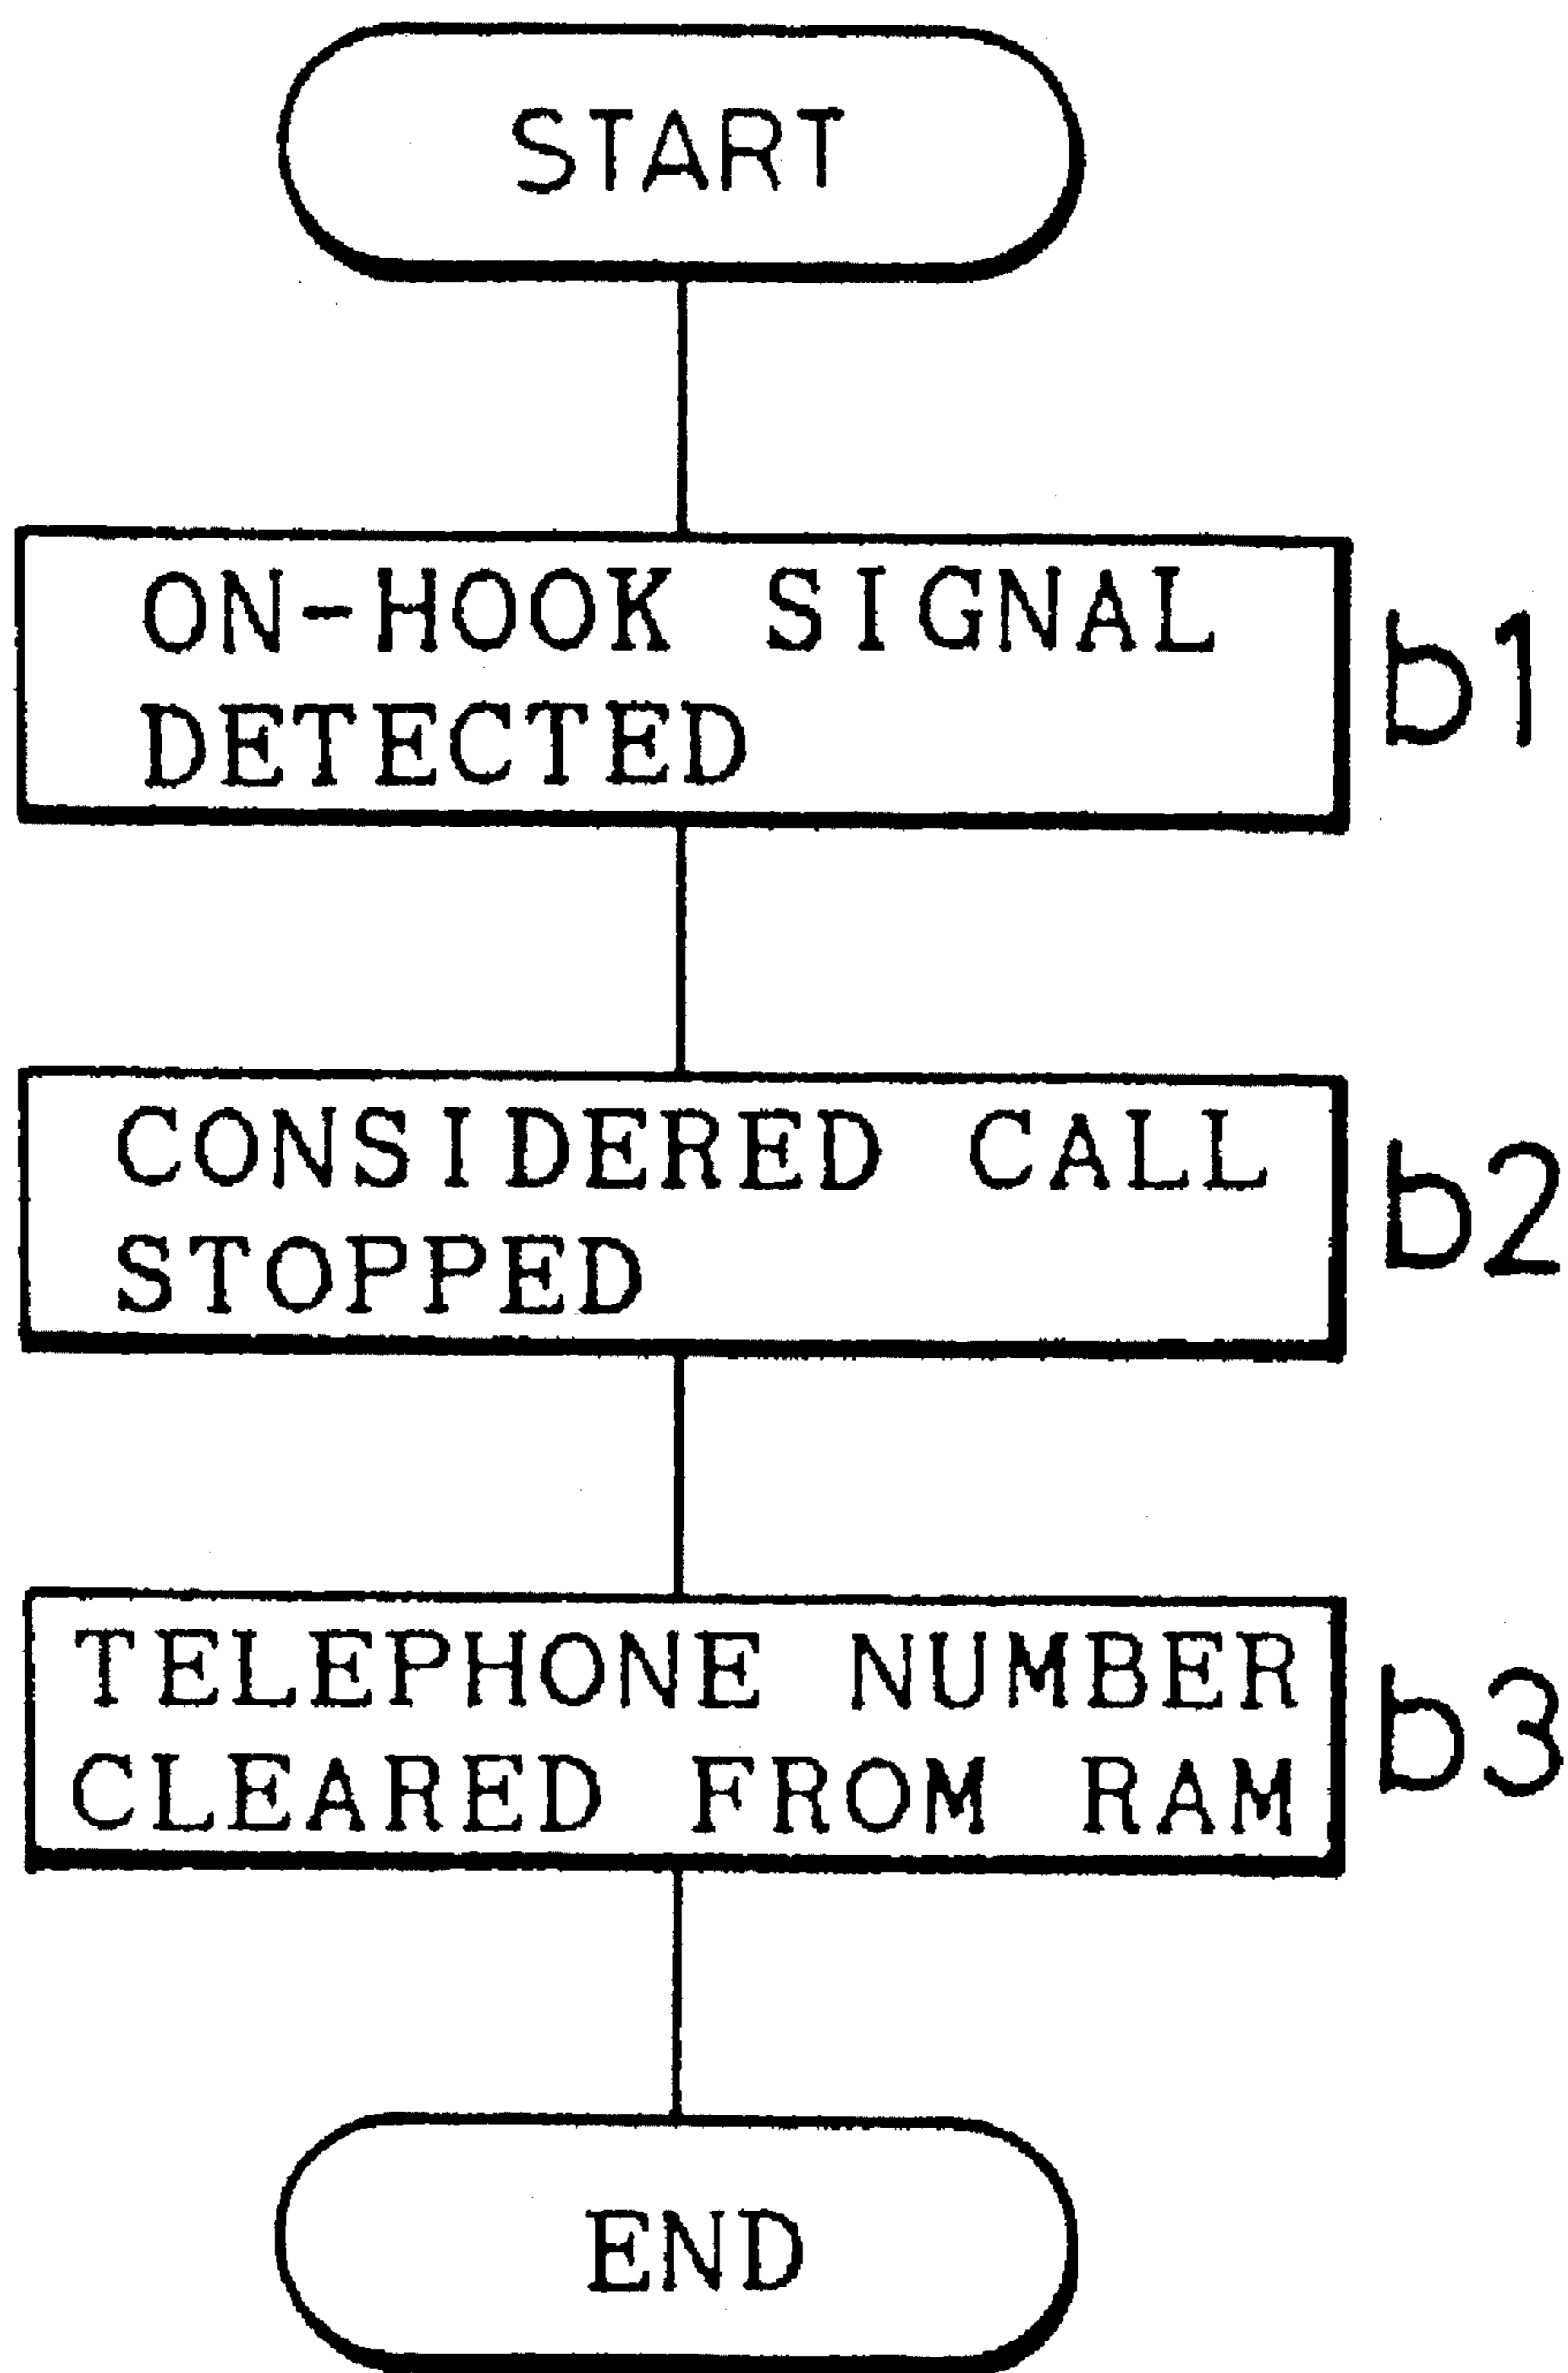 START
ON-HOOK SIGNAL
DETECTED
b1
CONSIDERED CALL
STOPPED
b2
TELEPHONE NUMBER
CLEARED FROM RAM
b3
END